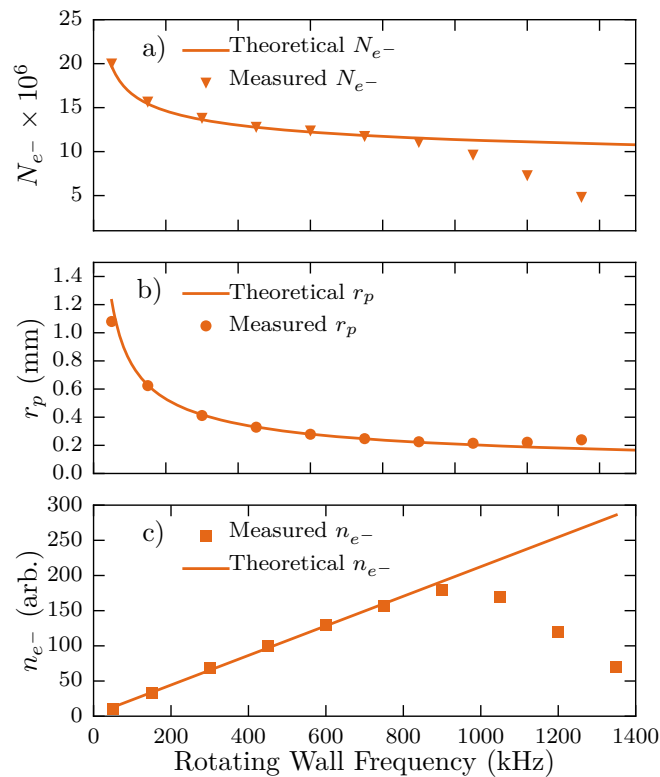 25
20
15
10
5
N_{e^-} × 10^6
a)
Theoretical N_{e^-}
Measured N_{e^-}
1.4
1.2
1.0
0.8
0.6
0.4
0.2
0.0
r_p (mm)
b)
Theoretical r_p
Measured r_p
300
250
200
150
100
50
0
n_{e^-} (arb.)
c)
Measured n_{e^-}
Theoretical n_{e^-}
0 200 400 600 800 1000 1200 1400
Rotating Wall Frequency (kHz)